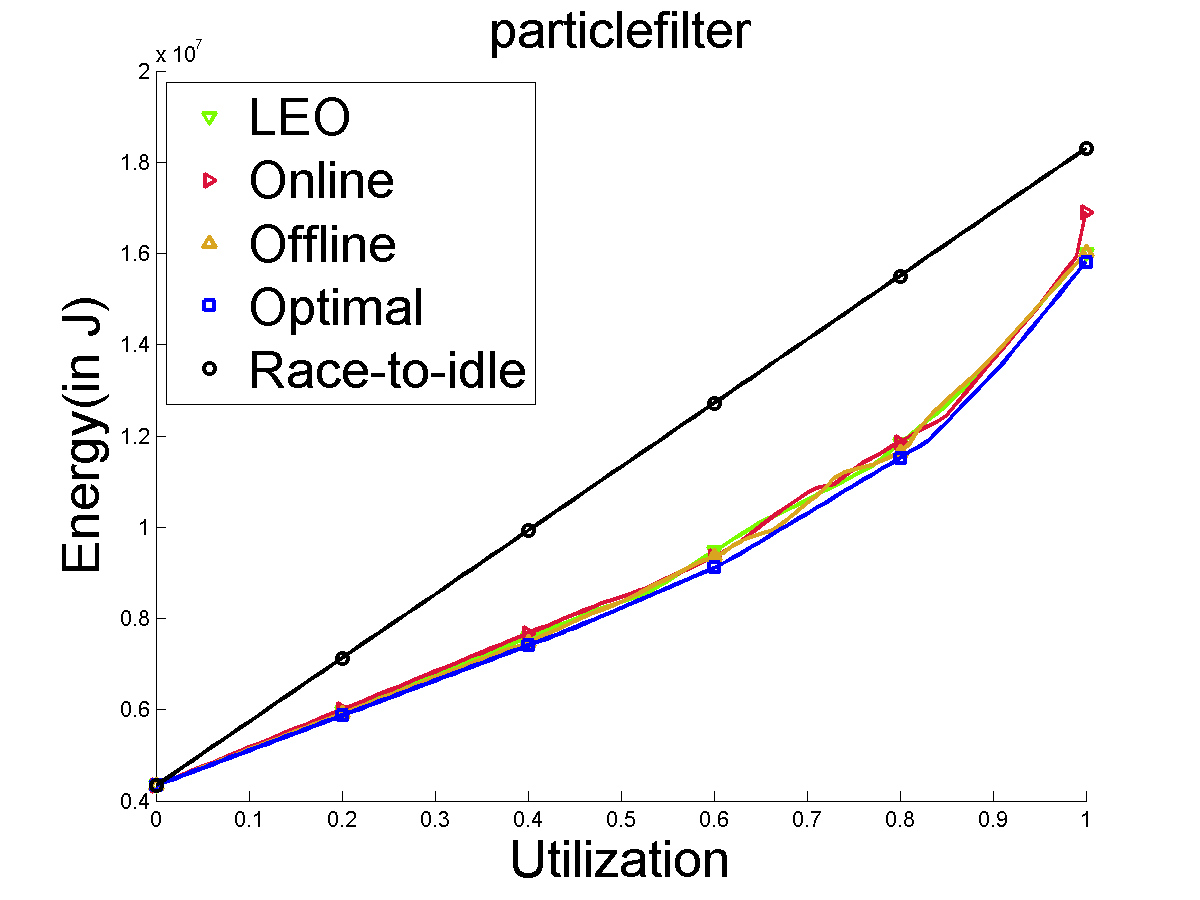 particlefilter
x 10^7
2
1.8
1.6
1.4
1.2
1
0.8
0.6
0.4
LEO
Online
Offline
Optimal
Race-to-idle
Energy(in J)
0 0.1 0.2 0.3 0.4 0.5 0.6 0.7 0.8 0.9 1
Utilization